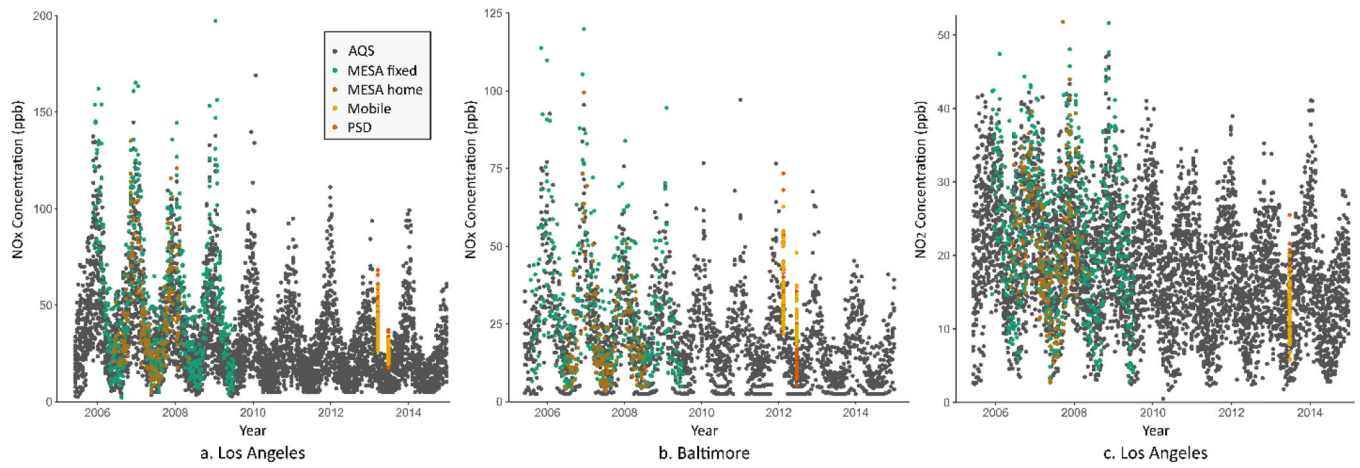 200
150
100
50
0
NOx Concentration (ppb)
AQS
MESA fixed
MESA home
Mobile
PSD
2006 2008 2010 2012 2014
Year
a. Los Angeles
125
100
75
50
25
0
NOx Concentration (ppb)
2006 2008 2010 2012 2014
Year
b. Baltimore
50
40
30
20
10
0
NO2 Concentration (ppb)
2006 2008 2010 2012 2014
Year
c. Los Angeles